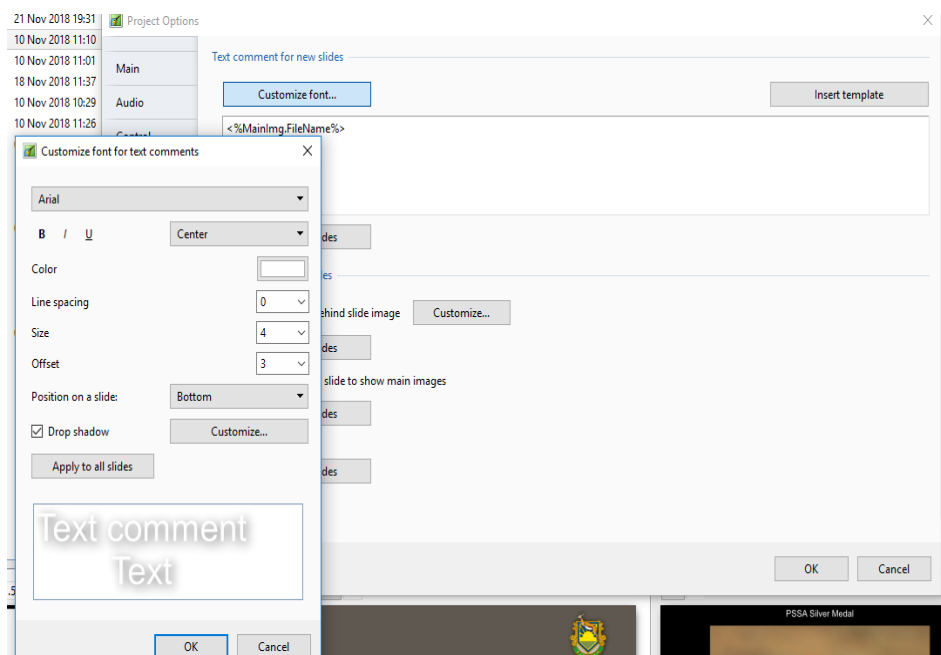 21 Nov 2018 19:31
10 Nov 2018 11:10
10 Nov 2018 11:01
18 Nov 2018 11:37
10 Nov 2018 10:29
10 Nov 2018 11:26
Project Options
Main
Audio
Control
Text comment for new slides
Customize font...
Insert template
<%MainImg.FileName%>
des
es
ehind slide image
Customize...
des
slide to show main images
des
des
OK
Cancel
Customize font for text comments
Arial
B I U
Center
Color
Line spacing
0
Size
4
Offset
3
Position on a slide:
Bottom
Drop shadow
Customize...
Apply to all slides
Text comment
Text
OK
Cancel
.5
PSSA Silver Medal